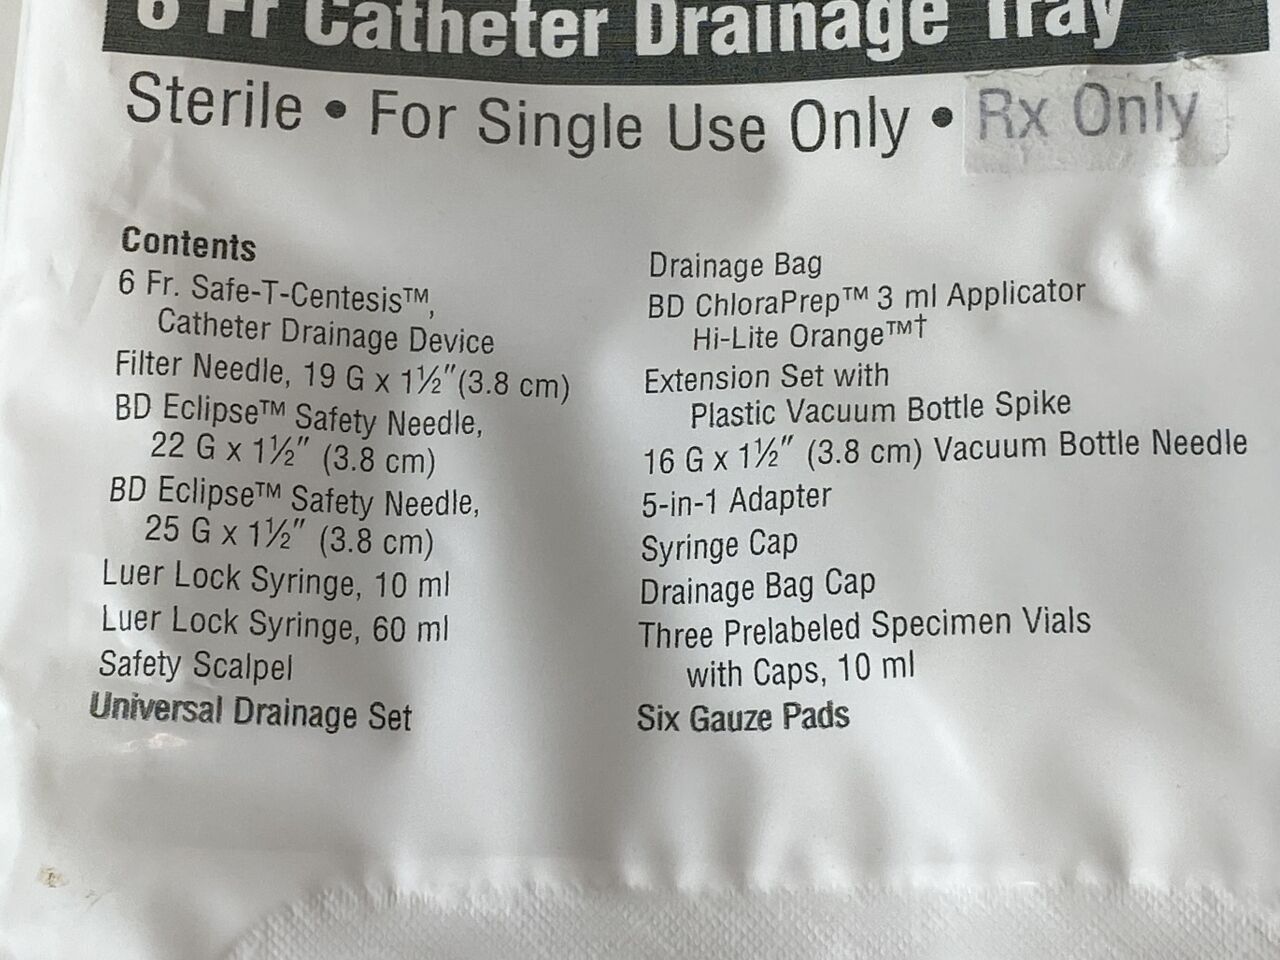 6 Fr Catheter Drainage Tray
Sterile • For Single Use Only • Rx Only
Contents
6 Fr. Safe-T-Centesis™,
Catheter Drainage Device
Filter Needle, 19 G x 1½"(3.8 cm)
BD Eclipse™ Safety Needle,
22 G x 1½" (3.8 cm)
BD Eclipse™ Safety Needle,
25 G x 1½" (3.8 cm)
Luer Lock Syringe, 10 ml
Luer Lock Syringe, 60 ml
Safety Scalpel
Universal Drainage Set
Drainage Bag
BD ChloraPrep™ 3 ml Applicator
Hi-Lite Orange™†
Extension Set with
Plastic Vacuum Bottle Spike
16 G x 1½" (3.8 cm) Vacuum Bottle Needle
5-in-1 Adapter
Syringe Cap
Drainage Bag Cap
Three Prelabeled Specimen Vials
with Caps, 10 ml
Six Gauze Pads